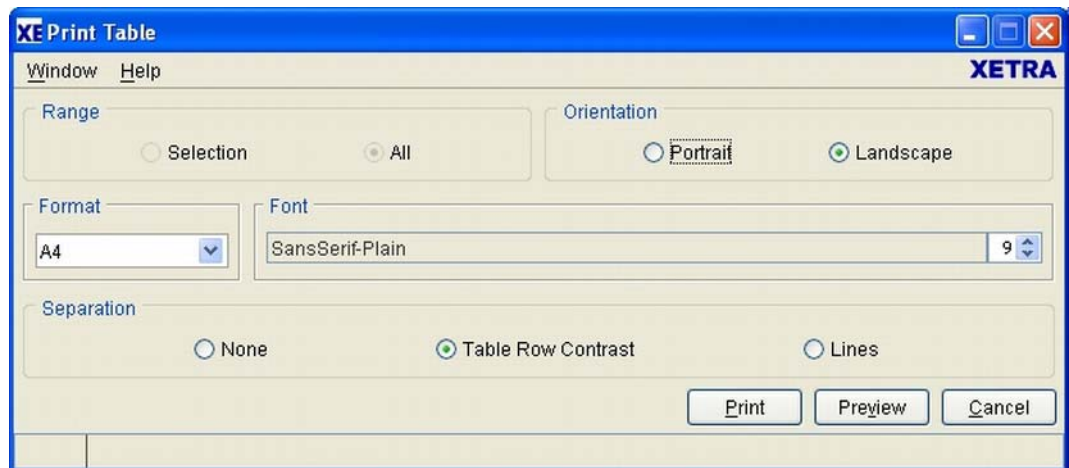 XE Print Table
Window Help XETRA
Range Orientation
Selection All Portrait Landscape
Format Font
A4 SansSerif-Plain 9
Separation
None Table Row Contrast Lines
Print Preview Cancel